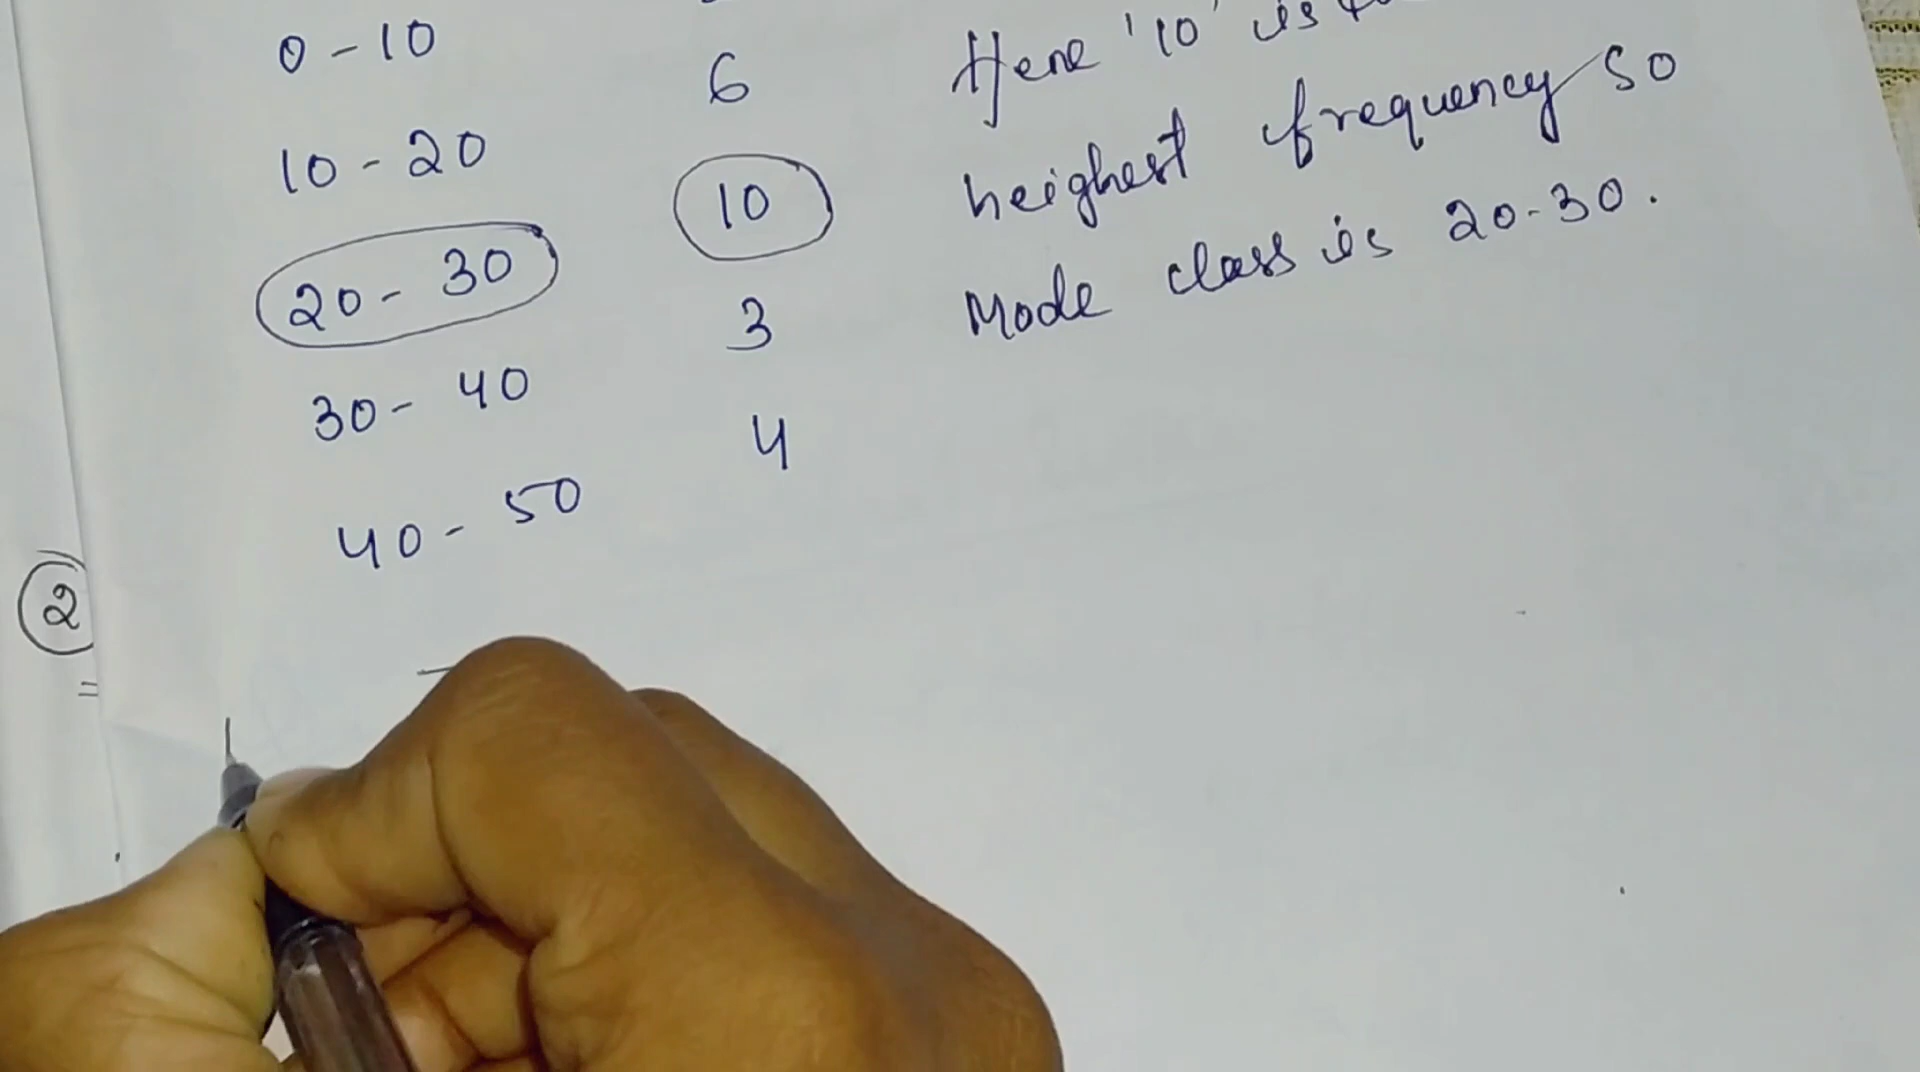 0 - 10
10 - 20 6
20 - 30 10
30 - 40 3
40 - 50 4
Here '10' is
heighest frequency so
Mode class is 20-30.
2
=